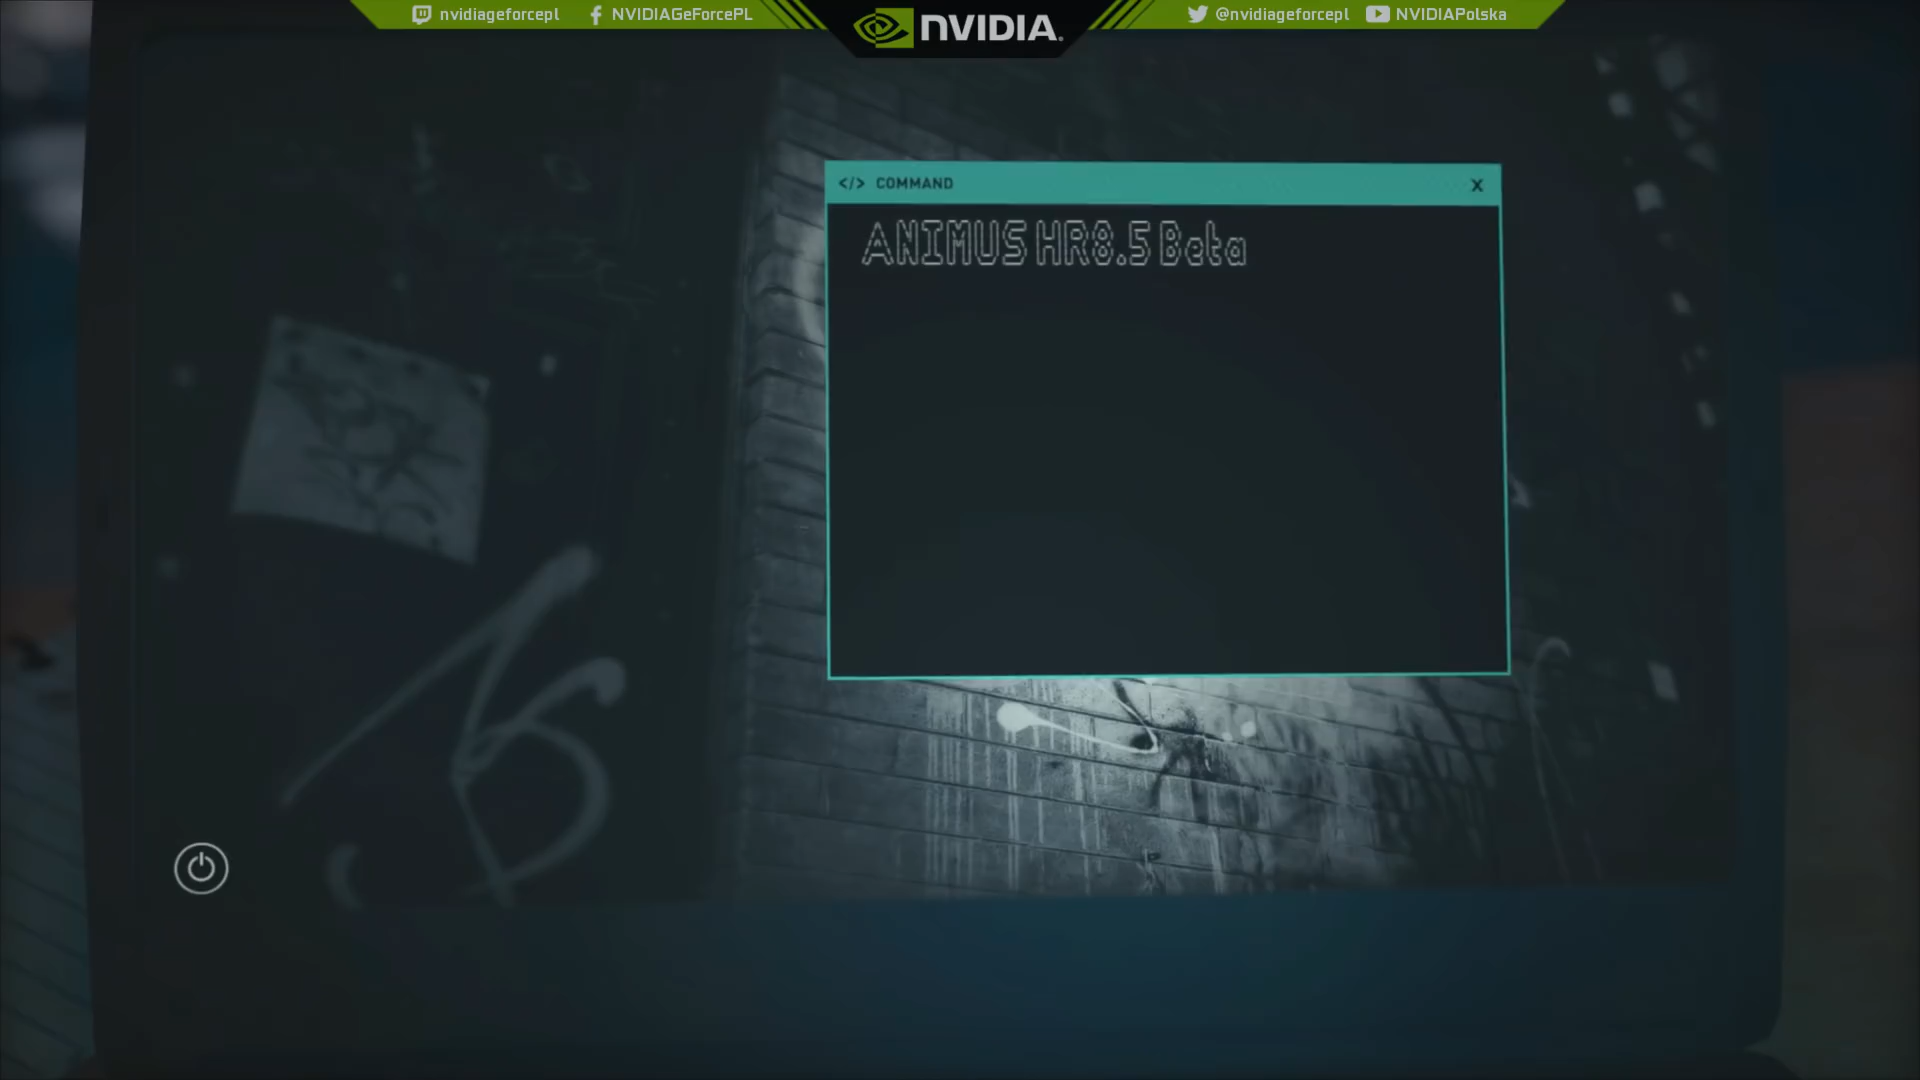 nvidiageforcepl NVIDIAGeForcePL NVIDIA. @nvidiageforcepl NVIDIAPolska
</> COMMAND X
ANIMUS HR8.5 Beta